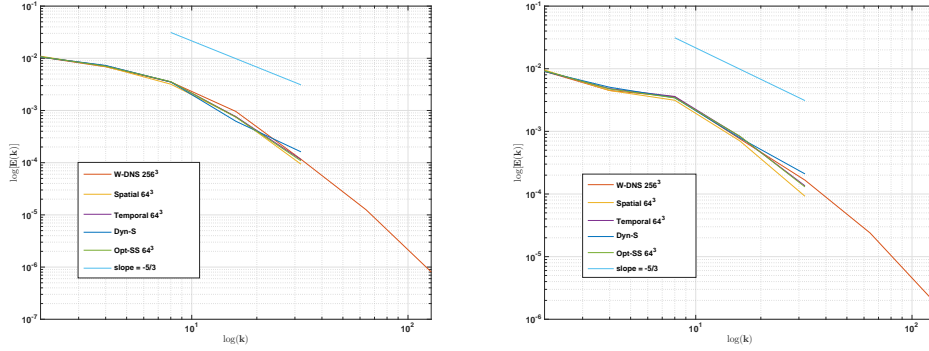 10^-1
10^-2
10^-3
10^-4
10^-5
10^-6
10^-7
log[E(k)]
W-DNS 256^3
Spatial 64^3
Temporal 64^3
Dyn-S
Opt-SS 64^3
slope = -5/3
10^1
10^2
log(k)
10^-1
10^-2
10^-3
10^-4
10^-5
10^-6
log[E(k)]
W-DNS 256^3
Spatial 64^3
Temporal 64^3
Dyn-S
Opt-SS 64^3
slope = -5/3
10^1
10^2
log(k)